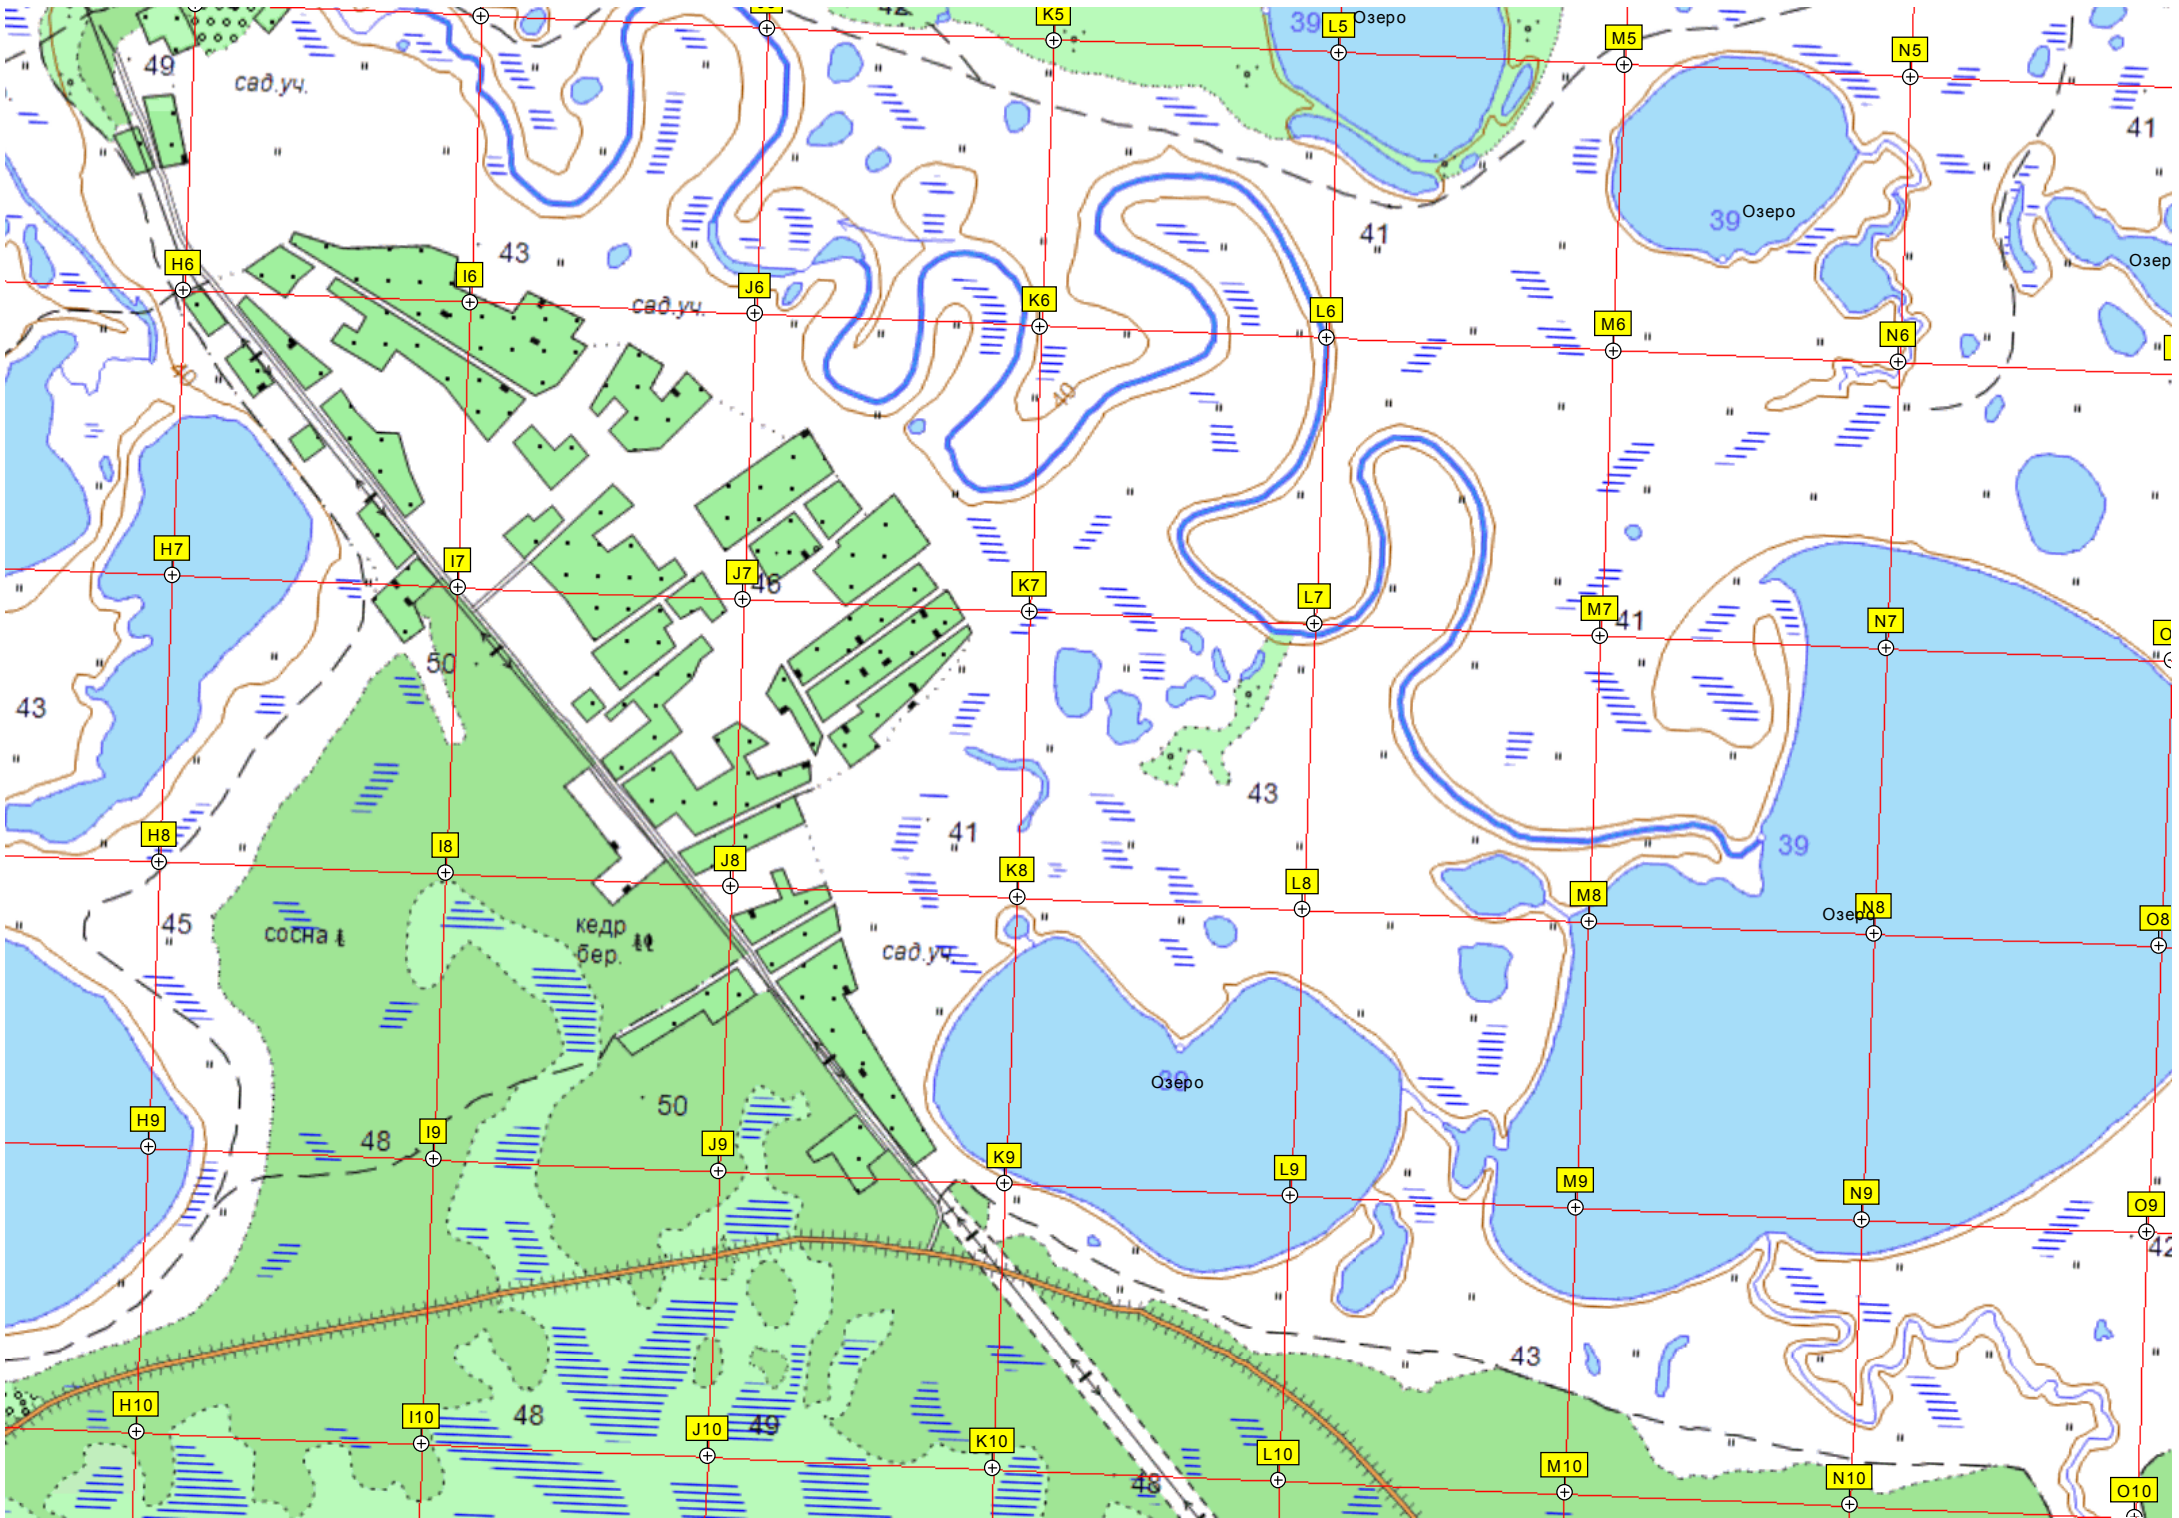 K5
39
L5
Озеро
M5
N5
49
сад.уч.
41
39
Озеро
41
43
Озер
H6
I6
J6
сад.уч.
K6
L6
M6
N6
40
40
H7
I7
J7
46
K7
L7
M7
41
N7
O
50
43
43
H8
I8
J8
41
K8
L8
39
M8
Озеро
N8
O8
45
сосна
кедр
бер.
сад.уч.
39
Озеро
50
H9
48
I9
J9
K9
L9
M9
N9
O9
42
43
H10
I10
48
J10
49
K10
48
L10
M10
N10
O10